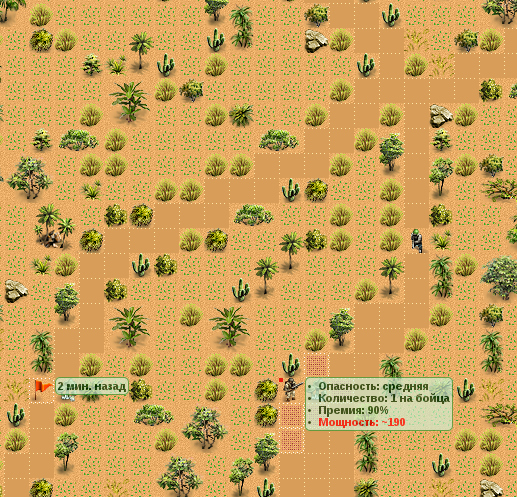 2 мин. назад
• Опасность: средняя
• Количество: 1 на бойца
• Премия: 90%
• Мощность: ~190